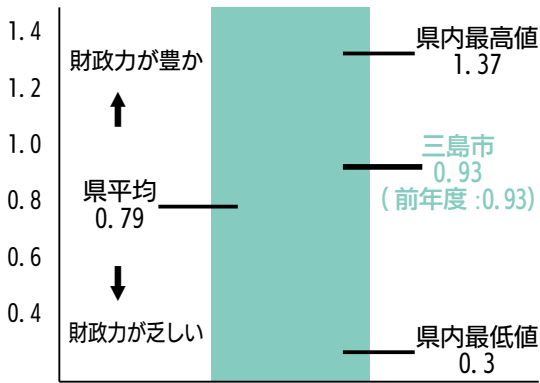 1.4
1.2
1.0
0.8
0.6
0.4
財政力が豊か
県平均
0.79
財政力が乏しい
県内最高値
1.37
三島市
0.93
(前年度:0.93)
県内最低値
0.3